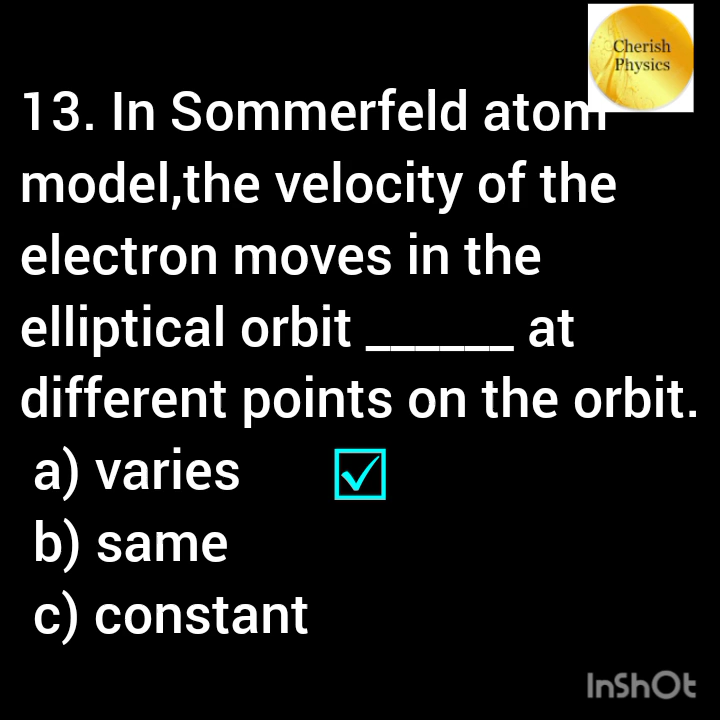 Cherish
Physics
13. In Sommerfeld atom
model,the velocity of the
electron moves in the
elliptical orbit ______ at
different points on the orbit.
a) varies ☑
b) same
c) constant
InShOt